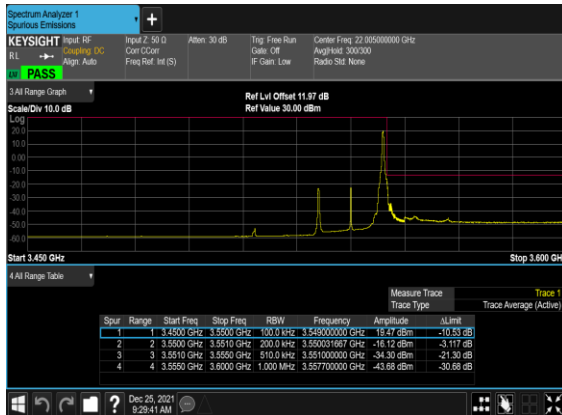 Spectrum Analyzer 1
Spurious Emissions
KEYSIGHT Input: RF Input Z: 50 Ω Atten: 30 dB Trig: Free Run Center Freq: 22.005000000 GHz
RL Coupling: DC Corr CCorr Gate: Off Avg|Hold: 300/300
Align: Auto Freq Ref: Int (S) IF Gain: Low Radio Std: None
PASS
3 All Range Graph
Ref Lvl Offset 11.97 dB
Scale/Div 10.0 dB Ref Value 30.00 dBm
Log
20.0
10.0
0.00
-10.0
-20.0
-30.0
-40.0
-50.0
-60.0
Start 3.450 GHz Stop 3.600 GH
4 All Range Table
Measure Trace Trace 1
Trace Type Trace Average (Active)
Spur Range Start Freq Stop Freq RBW Frequency Amplitude ΔLimit
1 1 3.4500 GHz 3.5500 GHz 100.0 kHz 3.549000000 GHz 19.47 dBm -10.53 dB
2 2 3.5500 GHz 3.5510 GHz 200.0 kHz 3.550031667 GHz -16.12 dBm -3.117 dB
3 3 3.5510 GHz 3.5550 GHz 510.0 kHz 3.551000000 GHz -34.30 dBm -21.30 dB
4 4 3.5550 GHz 3.6000 GHz 1.000 MHz 3.557700000 GHz -43.68 dBm -30.68 dB
Dec 25, 2021
9:29:41 AM